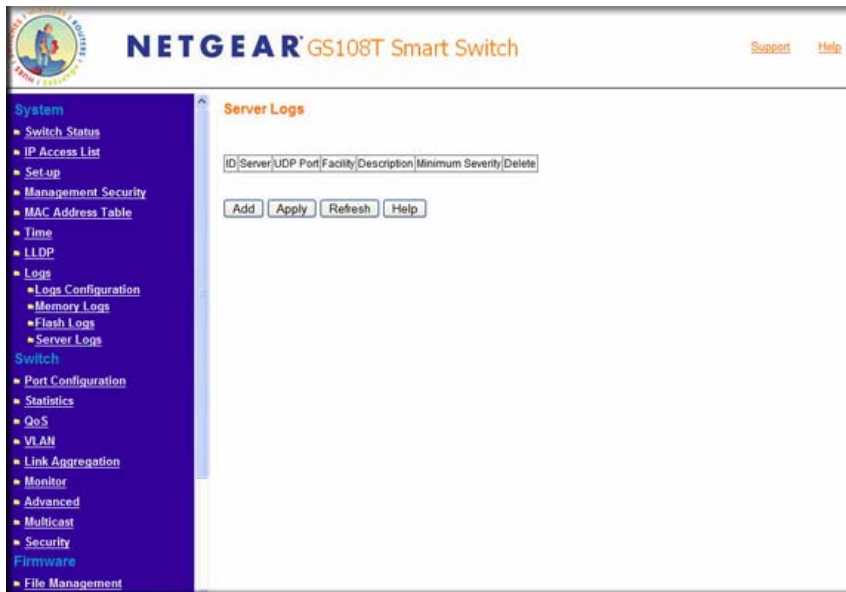 NETGEAR GS108T Smart Switch
Support Help
System
Switch Status
IP Access List
Set-up
Management Security
MAC Address Table
Time
LLDP
Logs
Logs Configuration
Memory Logs
Flash Logs
Server Logs
Switch
Port Configuration
Statistics
QoS
VLAN
Link Aggregation
Monitor
Advanced
Multicast
Security
Firmware
File Management
Server Logs
ID Server UDP Port Facility Description Minimum Severity Delete
Add Apply Refresh Help